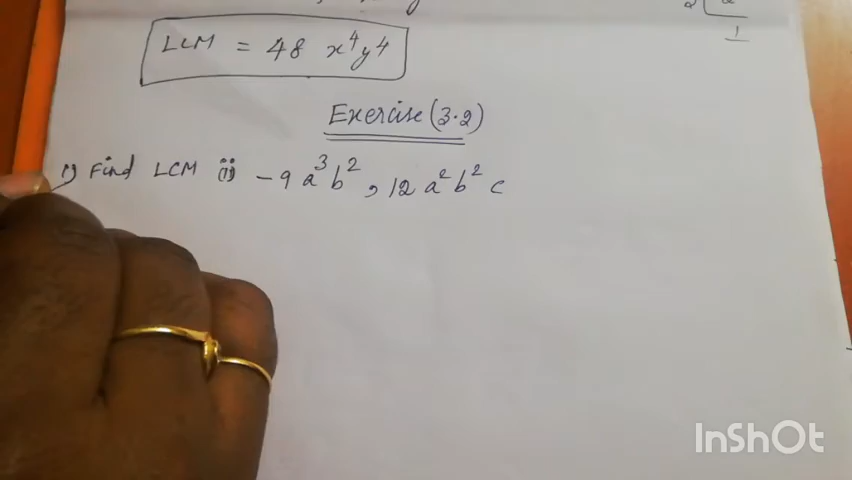 LCM = 48 x⁴y⁴
Exercise (3.2)
1) Find LCM (ii) -9 a³b² , 12 a²b² c
InShOt